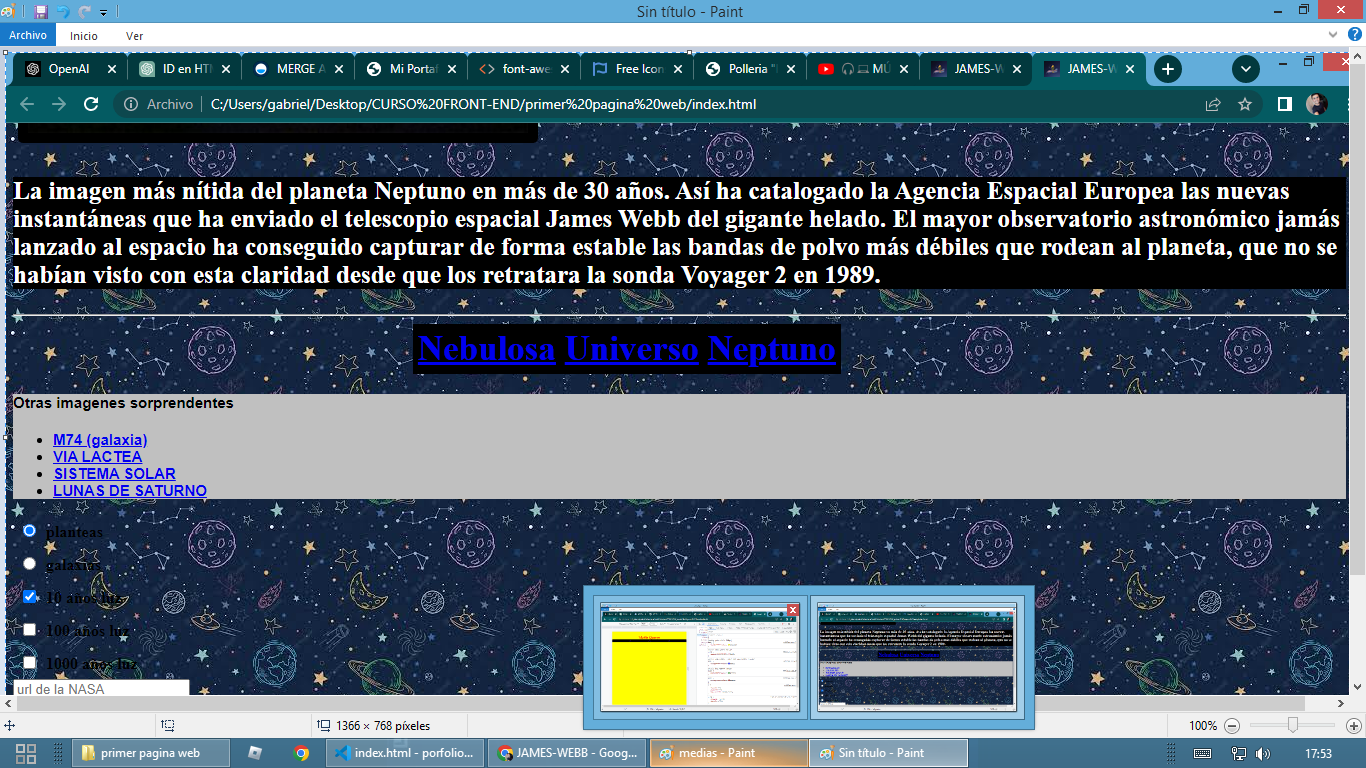 Sin título - Paint
Archivo Inicio Ver
OpenAI ID en HTM MERGE A Mi Portaf font-awe Free Icon Polleria " MÚ JAMES-W JAMES-W
Archivo C:/Users/gabriel/Desktop/CURSO%20FRONT-END/primer%20pagina%20web/index.html
La imagen más nítida del planeta Neptuno en más de 30 años. Así ha catalogado la Agencia Espacial Europea las nuevas
instantáneas que ha enviado el telescopio espacial James Webb del gigante helado. El mayor observatorio astronómico jamás
lanzado al espacio ha conseguido capturar de forma estable las bandas de polvo más débiles que rodean al planeta, que no se
habían visto con esta claridad desde que los retratara la sonda Voyager 2 en 1989.
Nebulosa Universo Neptuno
Otras imagenes sorprendentes
M74 (galaxia)
VIA LACTEA
SISTEMA SOLAR
LUNAS DE SATURNO
planteas
galaxias
10 años luz
100 años luz
1000 años luz
url de la NASA
1366 × 768 píxeles 100%
primer pagina web index.html - porfolio... JAMES-WEBB - Goog... medias - Paint Sin título - Paint 17:53